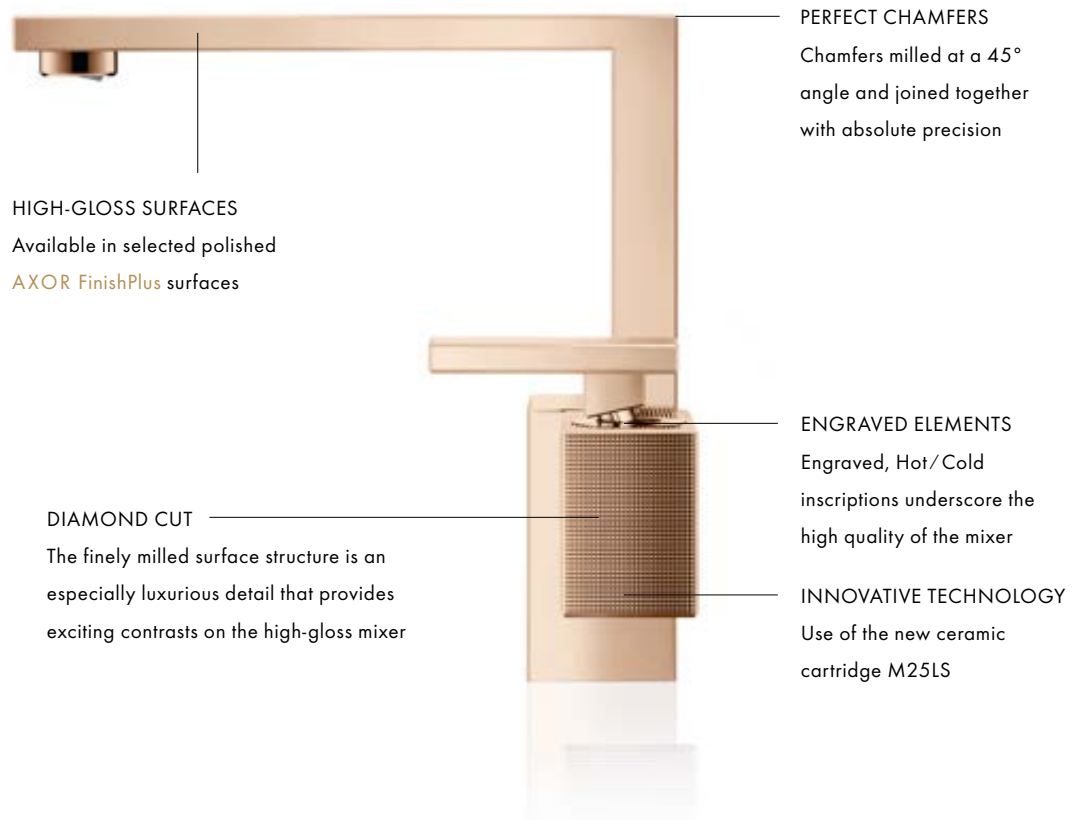 PERFECT CHAMFERS
Chamfers milled at a 45°
angle and joined together
with absolute precision
HIGH-GLOSS SURFACES
Available in selected polished
AXOR FinishPlus surfaces
ENGRAVED ELEMENTS
Engraved, Hot/Cold
inscriptions underscore the
high quality of the mixer
DIAMOND CUT
The finely milled surface structure is an
especially luxurious detail that provides
exciting contrasts on the high-gloss mixer
INNOVATIVE TECHNOLOGY
Use of the new ceramic
cartridge M25LS